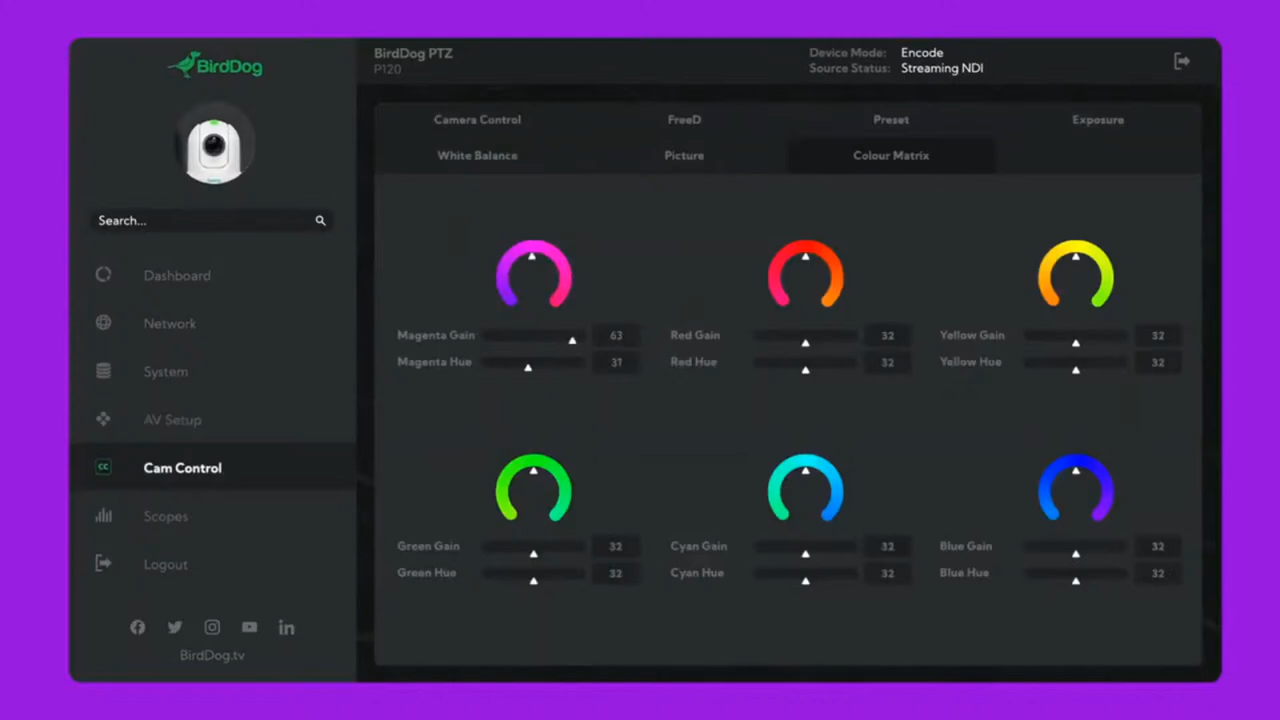 BirdDog
Search...
Dashboard
Network
System
AV Setup
CC
Cam Control
Scopes
Logout
BirdDog.tv
BirdDog PTZ
P120
Device Mode: Encode
Source Status: Streaming NDI
Camera Control FreeD Preset Exposure
White Balance Picture Colour Matrix
Magenta Gain 63 Red Gain 32 Yellow Gain 32
Magenta Hue 31 Red Hue 32 Yellow Hue 32
Green Gain 32 Cyan Gain 32 Blue Gain 32
Green Hue 32 Cyan Hue 32 Blue Hue 32